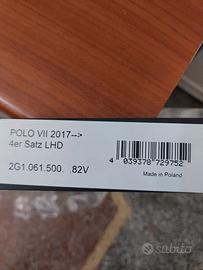 POLO VII 2017-->
4er Satz LHD
2G1.061.500. .82V
4 039378 729752
Made in Poland
subito